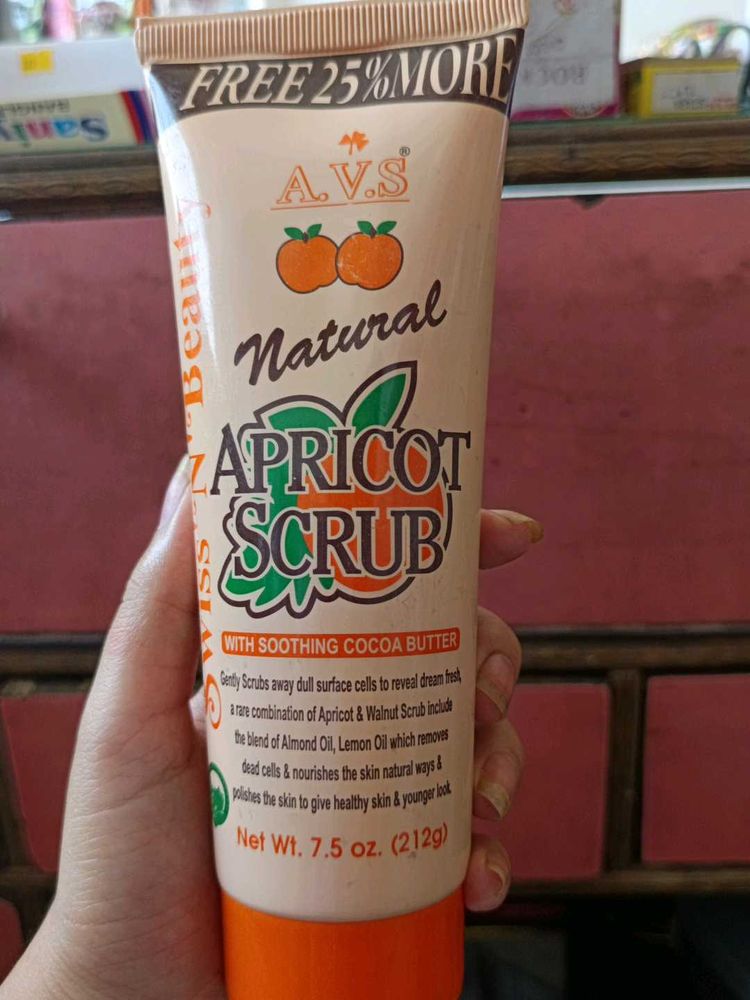 FREE 25% MORE
A.V.S®
Natural
APRICOT
SCRUB
WITH SOOTHING COCOA BUTTER
Gently Scrubs away dull surface cells to reveal dream fresh,
a rare combination of Apricot & Walnut Scrub include
the blend of Almond Oil, Lemon Oil which removes
dead cells & nourishes the skin natural ways &
polishes the skin to give healthy skin & younger look.
Net Wt. 7.5 oz. (212g)
Swiss 'N' Beauty